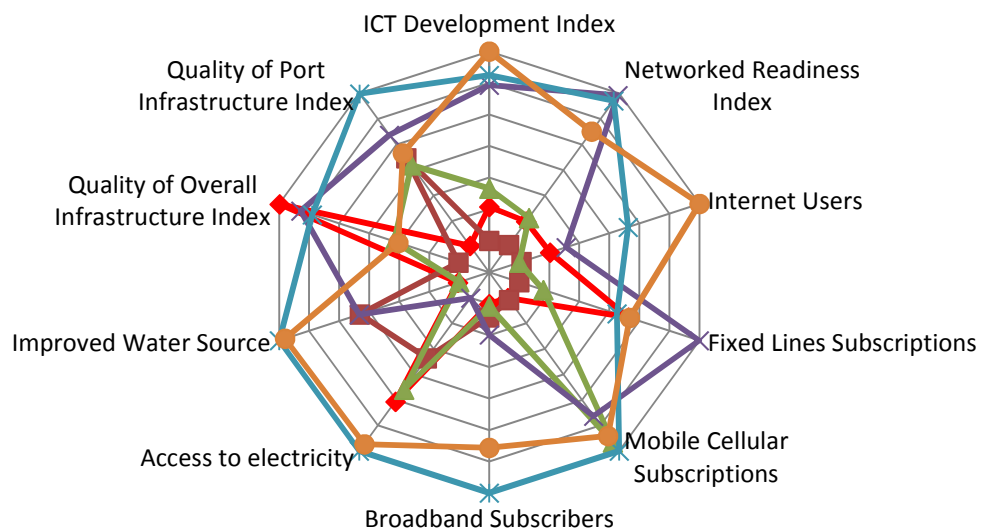 ICT Development Index
Quality of Port
Infrastructure Index
Networked Readiness
Index
Quality of Overall
Infrastructure Index
Internet Users
Improved Water Source
Fixed Lines Subscriptions
Access to electricity
Mobile Cellular
Subscriptions
Broadband Subscribers